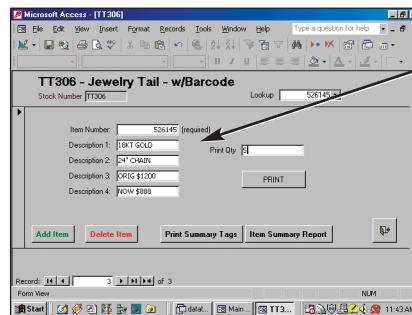 Microsoft Access - [TT306]
File Edit View Insert Format Records Tools Window Help Type a question for help
TT306 - Jewelry Tail - w/Barcode
Stock Number TT306 Lookup 526145
Item Number: 526145 (required)
Description 1: 18KT GOLD Print Qty 5
Description 2: 24" CHAIN
Description 3: ORIG $1200 PRINT
Description 4: NOW $888
Add Item Delete Item Print Summary Tags Item Summary Report
Record: 3 of 3
Form View NUM
Start datat... Main ... TT3... 11:43 AM